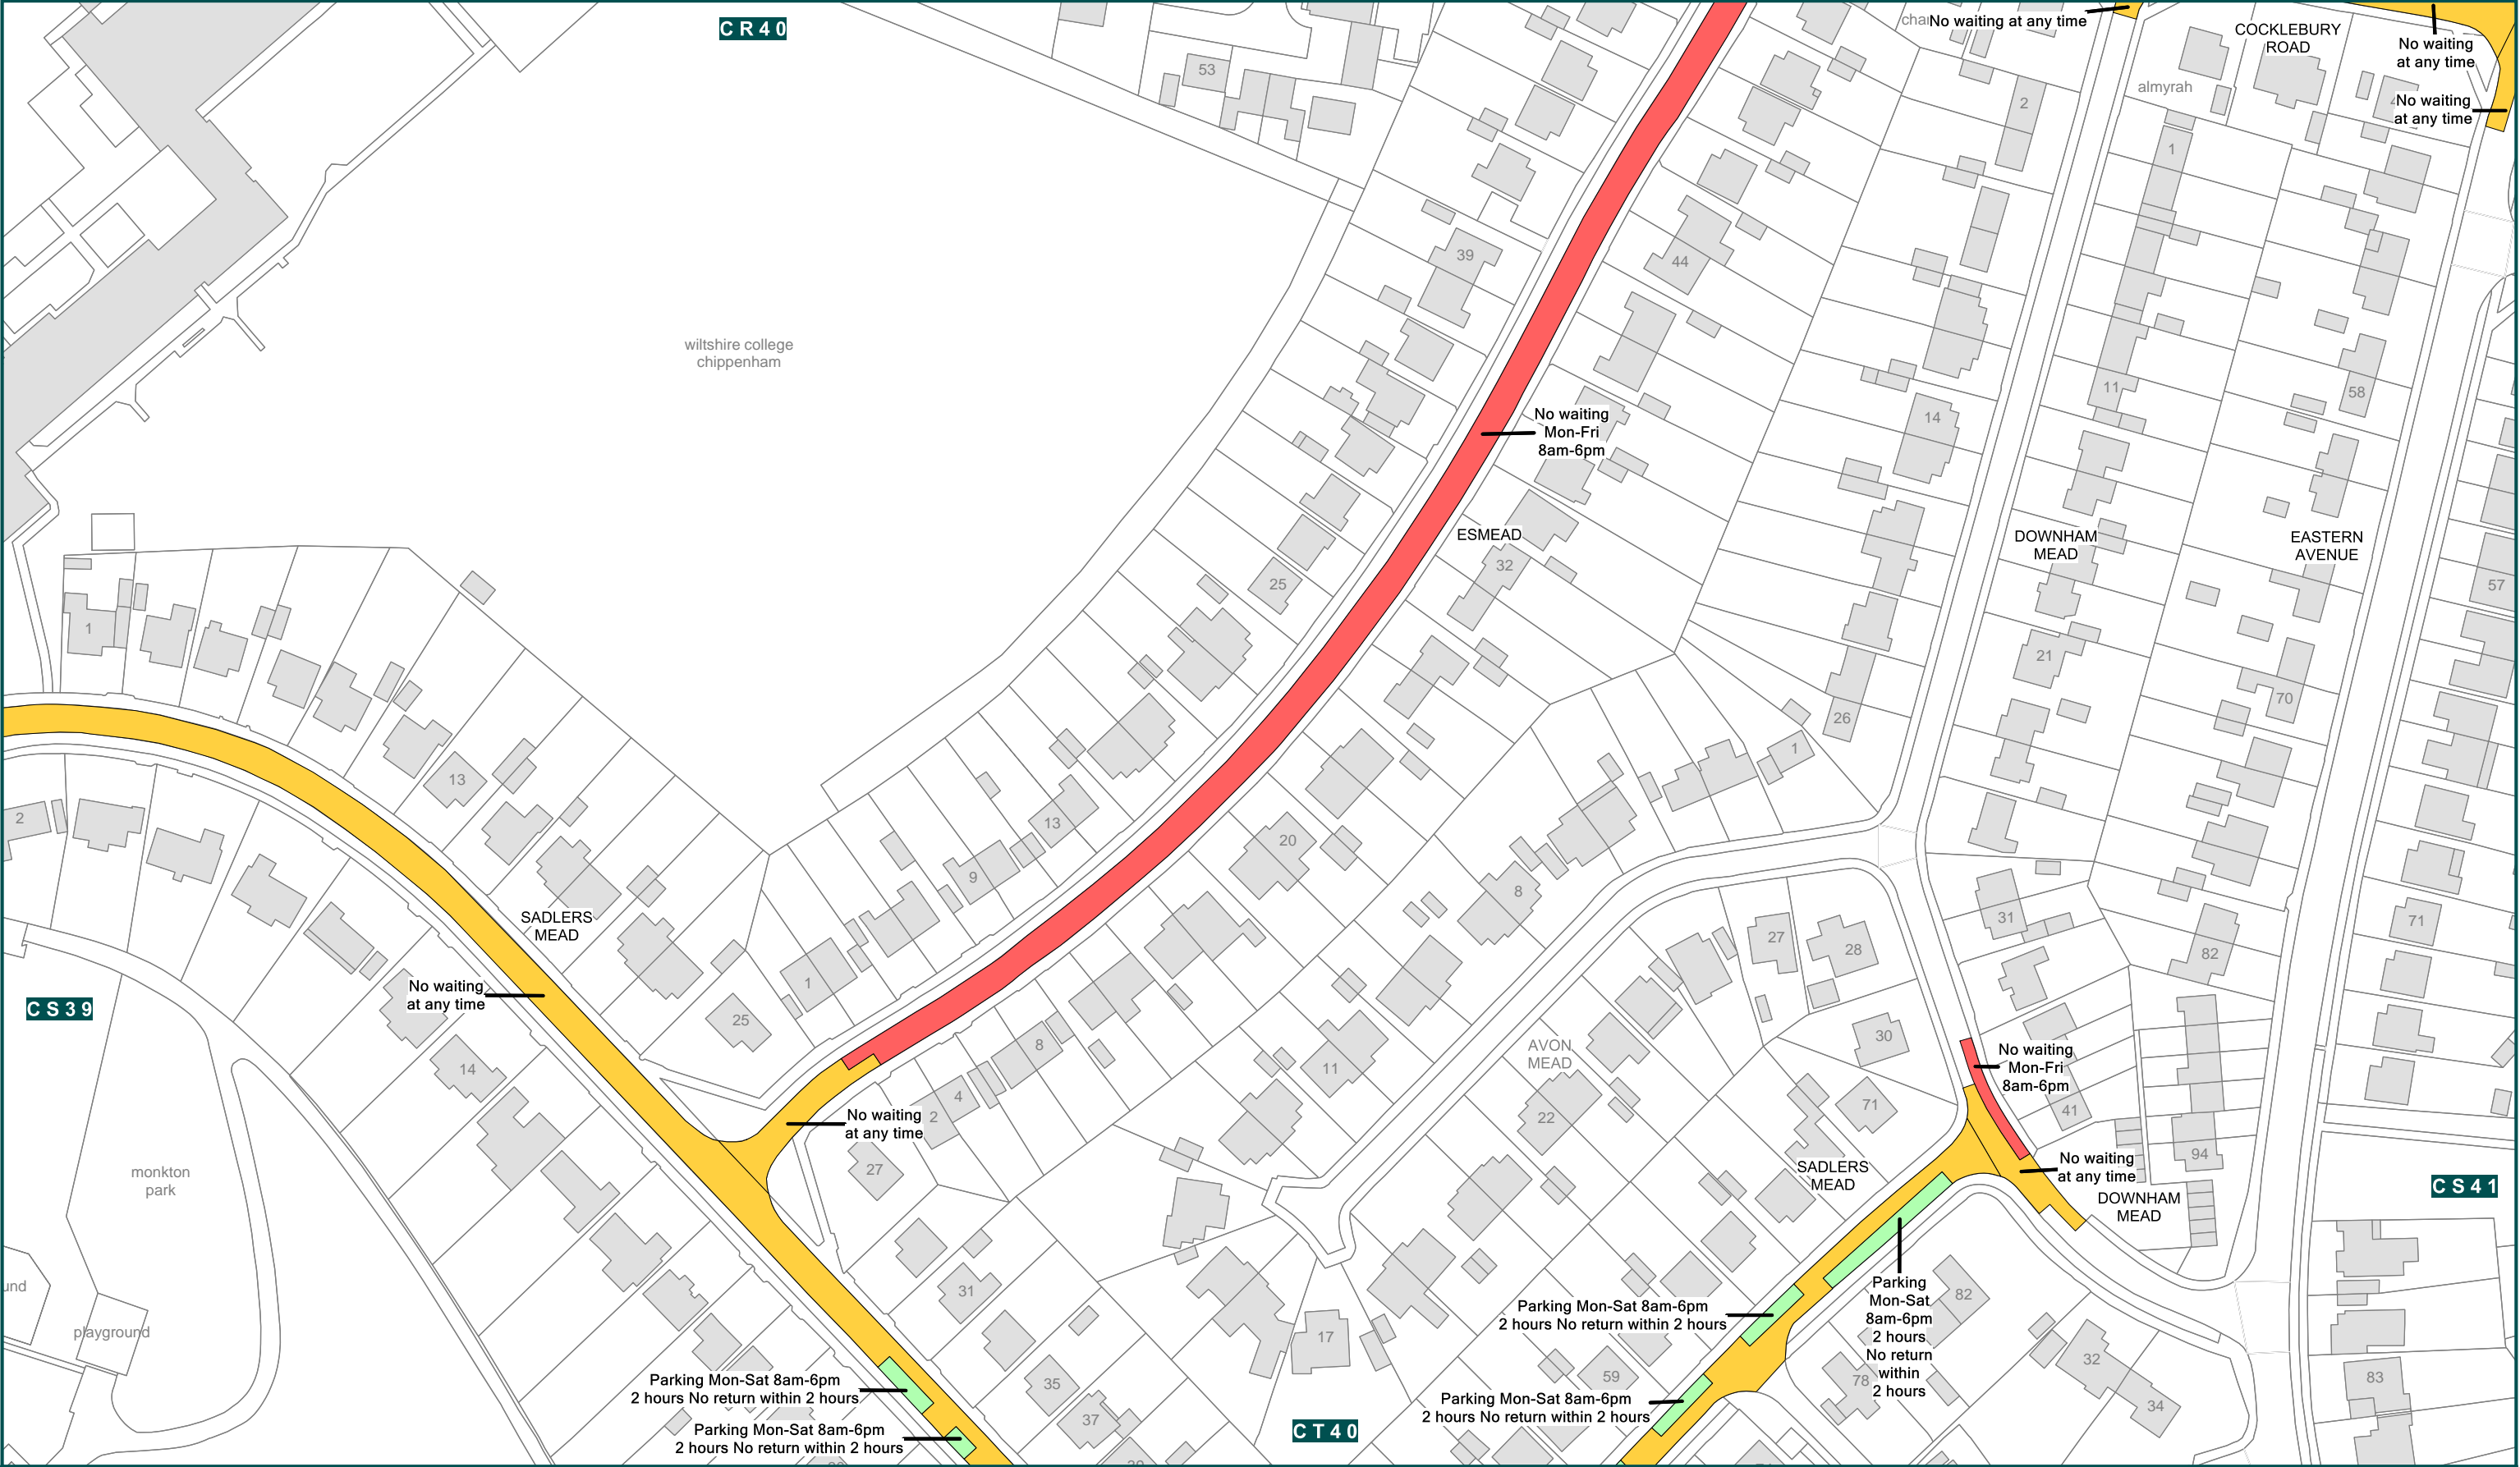 CR40
No waiting at any time
COCKLEBURY
ROAD
No waiting
at any time
53
2
almyrah
No waiting
at any time
1
39
44
wiltshire college
chippenham
11
58
14
No waiting
Mon-Fri
8am-6pm
ESMEAD
DOWNHAM
MEAD
EASTERN
AVENUE
32
25
57
1
21
70
26
1
13
2
13
20
9
8
SADLERS
MEAD
31
71
27
28
82
1
No waiting
at any time
CS39
25
30
14
8
11
AVON
MEAD
No waiting
Mon-Fri
8am-6pm
4
2
No waiting
at any time
22
71
41
27
94
monkton
park
SADLERS
MEAD
No waiting
at any time
DOWNHAM
MEAD
CS41
31
82
Parking
Mon-Sat
8am-6pm
2 hours
No return
within
2 hours
Parking Mon-Sat 8am-6pm
2 hours No return within 2 hours
playground
17
32
35
59
78
83
Parking Mon-Sat 8am-6pm
2 hours No return within 2 hours
Parking Mon-Sat 8am-6pm
2 hours No return within 2 hours
34
37
CT40
Parking Mon-Sat 8am-6pm
2 hours No return within 2 hours